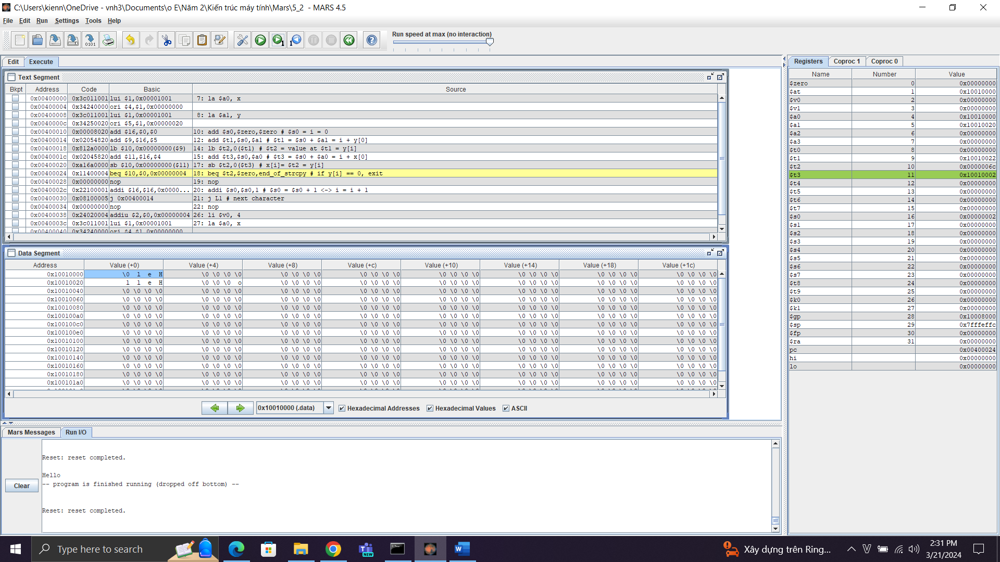 C:\Users\kienn\OneDrive - vnh3\Documents\o E\Năm 2\Kiến trúc máy tính\Mars\5_2 - MARS 4.5
File Edit Run Settings Tools Help
Run speed at max (no interaction)
Edit Execute
Text Segment
Bkpt Address Code Basic Source
0x00400000 0x3c011001 lui $1,0x00001001 7: la $a0, x
0x00400004 0x34240000 ori $4,$1,0x00000000
0x00400008 0x3c011001 lui $1,0x00001001 8: la $a1, y
0x0040000c 0x34250020 ori $5,$1,0x00000020
0x00400010 0x00008020 add $16,$0,$0 10: add $s0,$zero,$zero # $s0 = i = 0
0x00400014 0x02054820 add $9,$16,$5 12: add $t1,$s0,$a1 # $t1 = $s0 + $a1 = i + y[0]
0x00400018 0x812a0000 lb $10,0x00000000($9) 14: lb $t2,0($t1) # $t2 = value at $t1 = y[i]
0x0040001c 0x02045820 add $11,$16,$4 15: add $t3,$s0,$a0 # $t3 = $s0 + $a0 = i + x[0]
0x00400020 0xa16a0000 sb $10,0x00000000($11) 17: sb $t2,0($t3) # x[i]= $t2 = y[i]
0x00400024 0x11400004 beq $10,$0,0x00000004 18: beq $t2,$zero,end_of_strcpy # if y[i] == 0, exit
0x00400028 0x00000000 nop 19: nop
0x0040002c 0x22100001 addi $16,$16,0x0000... 20: addi $s0,$s0,1 # $s0 = $s0 + 1 <-> i = i + 1
0x00400030 0x08100005 j 0x00400014 21: j L1 # next character
0x00400034 0x00000000 nop 22: nop
0x00400038 0x24020004 addiu $2,$0,0x00000004 26: li $v0, 4
0x0040003c 0x3c011001 lui $1,0x00001001 27: la $a0, x
0x00400040 0x34240000 ori $4,$1,0x00000000
Data Segment
Address Value (+0) Value (+4) Value (+8) Value (+c) Value (+10) Value (+14) Value (+18) Value (+1c)
0x10010000 \0 l e H \0 \0 \0 \0 \0 \0 \0 \0 \0 \0 \0 \0 \0 \0 \0 \0 \0 \0 \0 \0 \0 \0 \0 \0 \0 \0 \0 \0
0x10010020 l l e H \0 \0 \0 o \0 \0 \0 \0 \0 \0 \0 \0 \0 \0 \0 \0 \0 \0 \0 \0 \0 \0 \0 \0 \0 \0 \0 \0
0x10010040 \0 \0 \0 \0 \0 \0 \0 \0 \0 \0 \0 \0 \0 \0 \0 \0 \0 \0 \0 \0 \0 \0 \0 \0 \0 \0 \0 \0 \0 \0 \0 \0
0x10010060 \0 \0 \0 \0 \0 \0 \0 \0 \0 \0 \0 \0 \0 \0 \0 \0 \0 \0 \0 \0 \0 \0 \0 \0 \0 \0 \0 \0 \0 \0 \0 \0
0x10010080 \0 \0 \0 \0 \0 \0 \0 \0 \0 \0 \0 \0 \0 \0 \0 \0 \0 \0 \0 \0 \0 \0 \0 \0 \0 \0 \0 \0 \0 \0 \0 \0
0x100100a0 \0 \0 \0 \0 \0 \0 \0 \0 \0 \0 \0 \0 \0 \0 \0 \0 \0 \0 \0 \0 \0 \0 \0 \0 \0 \0 \0 \0 \0 \0 \0 \0
0x100100c0 \0 \0 \0 \0 \0 \0 \0 \0 \0 \0 \0 \0 \0 \0 \0 \0 \0 \0 \0 \0 \0 \0 \0 \0 \0 \0 \0 \0 \0 \0 \0 \0
0x100100e0 \0 \0 \0 \0 \0 \0 \0 \0 \0 \0 \0 \0 \0 \0 \0 \0 \0 \0 \0 \0 \0 \0 \0 \0 \0 \0 \0 \0 \0 \0 \0 \0
0x10010100 \0 \0 \0 \0 \0 \0 \0 \0 \0 \0 \0 \0 \0 \0 \0 \0 \0 \0 \0 \0 \0 \0 \0 \0 \0 \0 \0 \0 \0 \0 \0 \0
0x10010120 \0 \0 \0 \0 \0 \0 \0 \0 \0 \0 \0 \0 \0 \0 \0 \0 \0 \0 \0 \0 \0 \0 \0 \0 \0 \0 \0 \0 \0 \0 \0 \0
0x10010140 \0 \0 \0 \0 \0 \0 \0 \0 \0 \0 \0 \0 \0 \0 \0 \0 \0 \0 \0 \0 \0 \0 \0 \0 \0 \0 \0 \0 \0 \0 \0 \0
0x10010160 \0 \0 \0 \0 \0 \0 \0 \0 \0 \0 \0 \0 \0 \0 \0 \0 \0 \0 \0 \0 \0 \0 \0 \0 \0 \0 \0 \0 \0 \0 \0 \0
0x10010180 \0 \0 \0 \0 \0 \0 \0 \0 \0 \0 \0 \0 \0 \0 \0 \0 \0 \0 \0 \0 \0 \0 \0 \0 \0 \0 \0 \0 \0 \0 \0 \0
0x100101a0 \0 \0 \0 \0 \0 \0 \0 \0 \0 \0 \0 \0 \0 \0 \0 \0 \0 \0 \0 \0 \0 \0 \0 \0 \0 \0 \0 \0 \0 \0 \0 \0
0x10010000 (.data) Hexadecimal Addresses Hexadecimal Values ASCII
Mars Messages Run I/O
Reset: reset completed.
Hello
-- program is finished running (dropped off bottom) --
Reset: reset completed.
Clear
Registers Coproc 1 Coproc 0
Name Number Value
$zero 0 0x00000000
$at 1 0x10010000
$v0 2 0x00000000
$v1 3 0x00000000
$a0 4 0x10010000
$a1 5 0x10010020
$a2 6 0x00000000
$a3 7 0x00000000
$t0 8 0x00000000
$t1 9 0x10010022
$t2 10 0x0000006c
$t3 11 0x10010002
$t4 12 0x00000000
$t5 13 0x00000000
$t6 14 0x00000000
$t7 15 0x00000000
$s0 16 0x00000002
$s1 17 0x00000000
$s2 18 0x00000000
$s3 19 0x00000000
$s4 20 0x00000000
$s5 21 0x00000000
$s6 22 0x00000000
$s7 23 0x00000000
$t8 24 0x00000000
$t9 25 0x00000000
$k0 26 0x00000000
$k1 27 0x00000000
$gp 28 0x10008000
$sp 29 0x7fffeffc
$fp 30 0x00000000
$ra 31 0x00000000
pc 0x00400024
hi 0x00000000
lo 0x00000000
Type here to search
Xây dựng trên Ring...
2:31 PM
3/21/2024